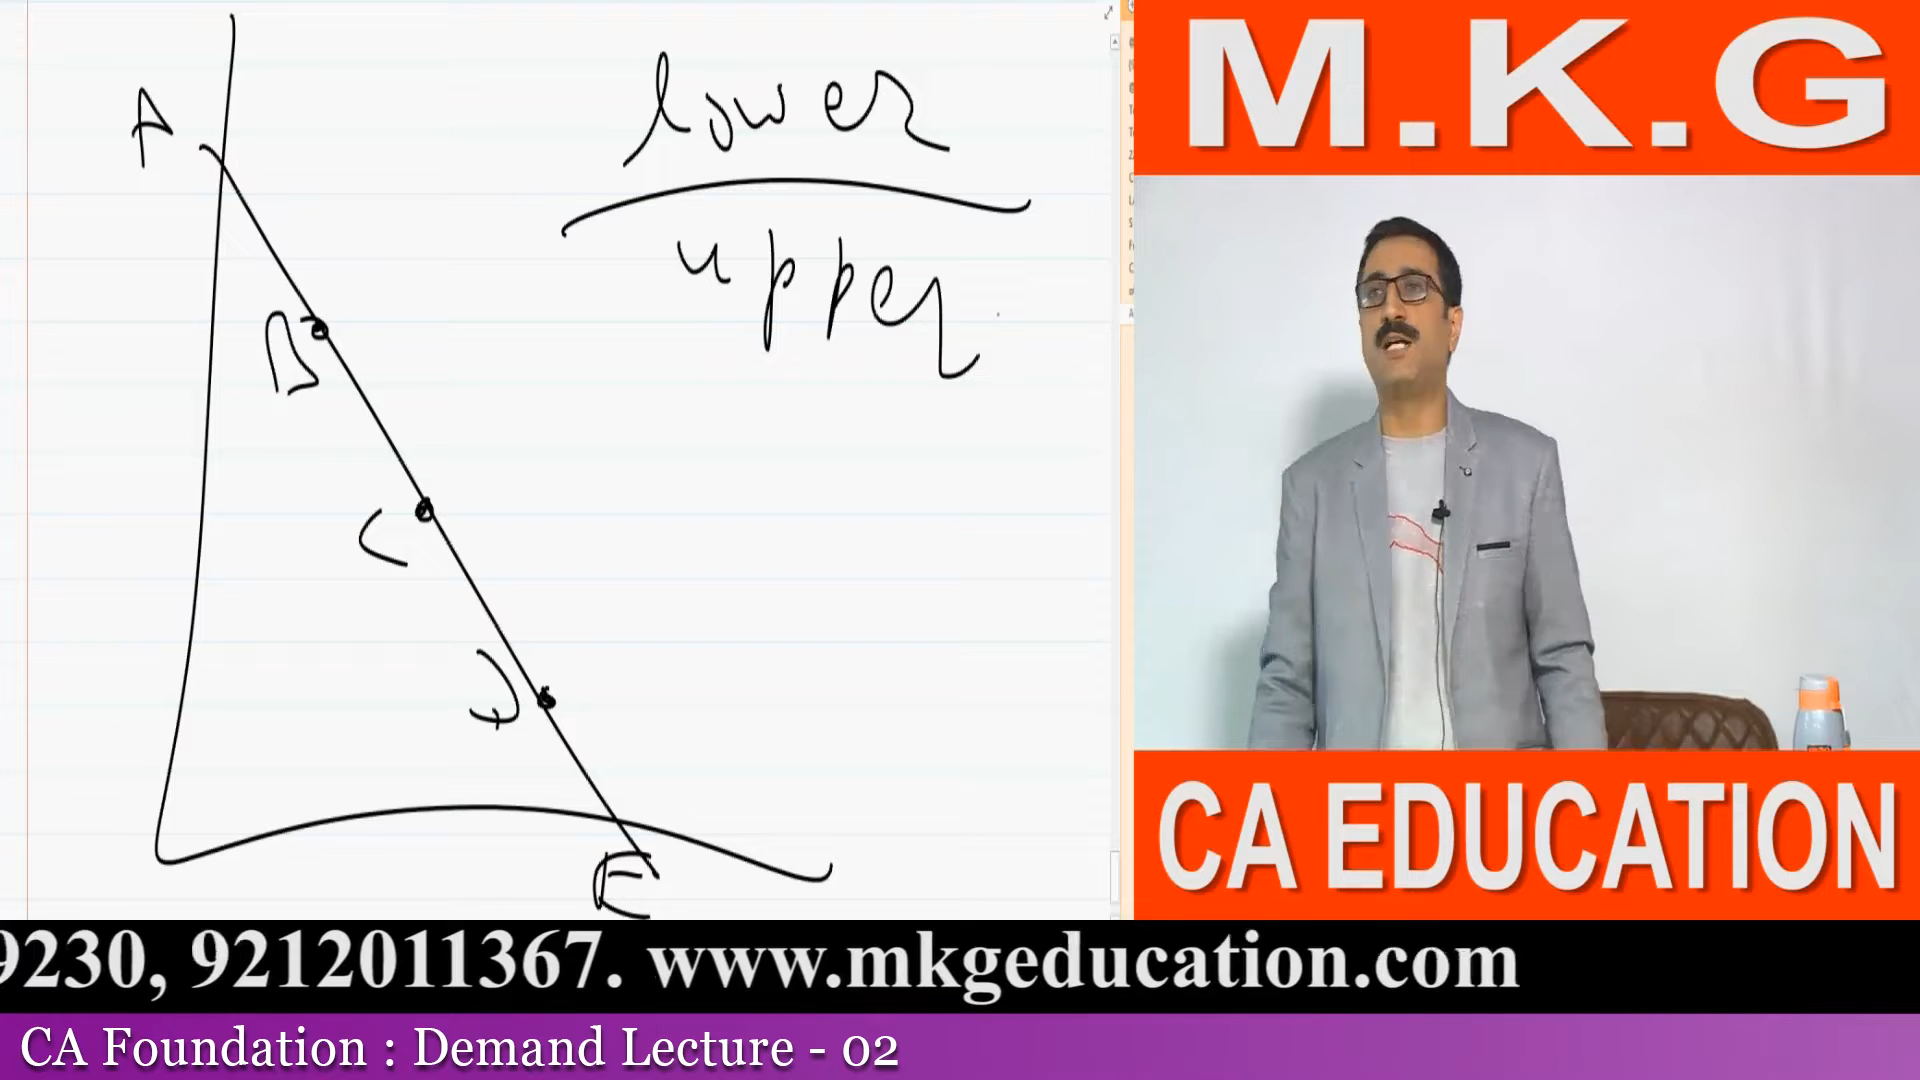 lower
upper
A
B
C
D
E
M.K.G
CA EDUCATION
9230, 9212011367. www.mkgeducation.com
CA Foundation : Demand Lecture - 02